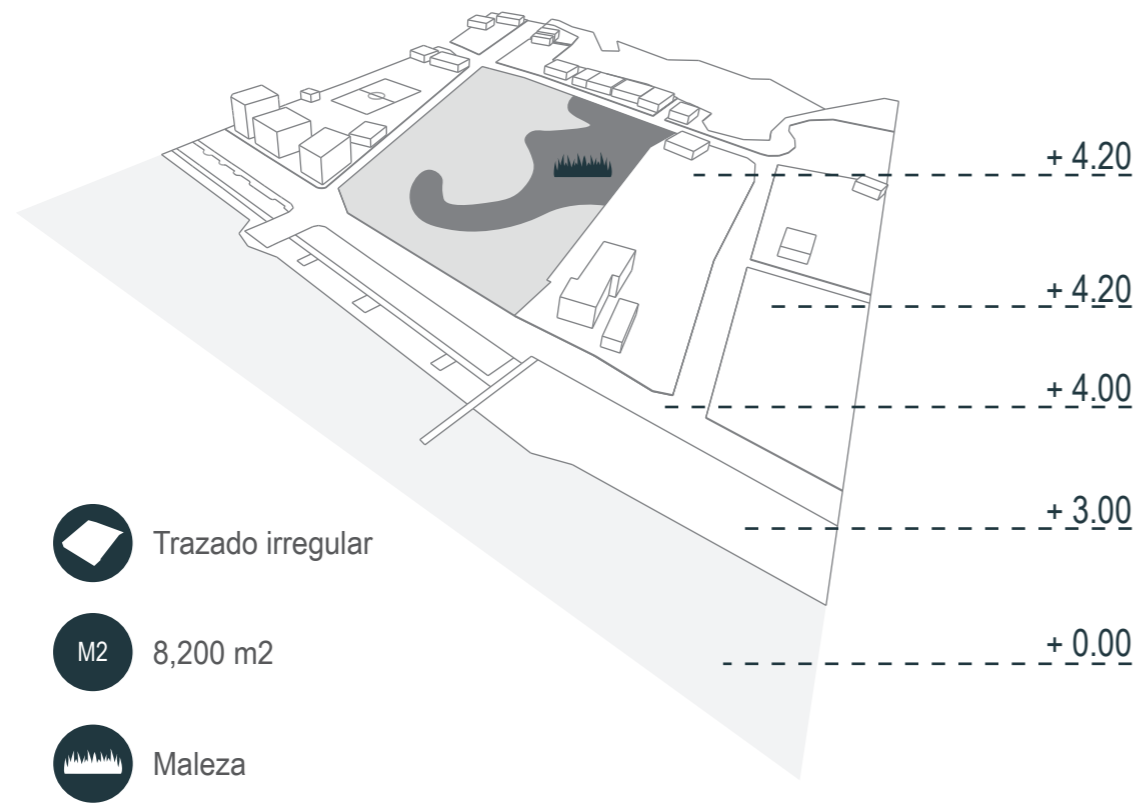 + 4.20
+ 4.20
+ 4.00
+ 3.00
+ 0.00
Trazado irregular
M2 8,200 m2
Maleza